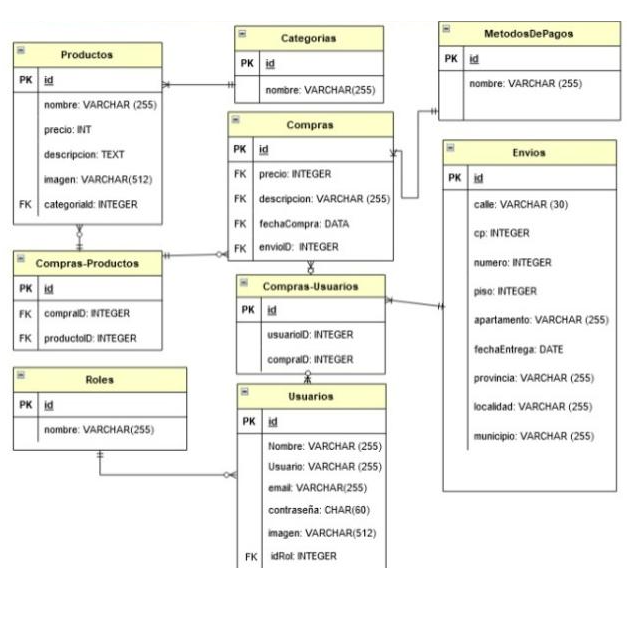 Productos
PK id
nombre: VARCHAR (255)
precio: INT
descripcion: TEXT
imagen: VARCHAR(512)
FK categoriaId: INTEGER
Categorias
PK id
nombre: VARCHAR(255)
MetodosDePagos
PK id
nombre: VARCHAR (255)
Compras
PK id
FK precio: INTEGER
FK descripcion: VARCHAR (255)
FK fechaCompra: DATA
FK envioID: INTEGER
Envios
PK id
calle: VARCHAR (30)
cp: INTEGER
numero: INTEGER
piso: INTEGER
apartamento: VARCHAR (255)
fechaEntrega: DATE
provincia: VARCHAR (255)
localidad: VARCHAR (255)
municipio: VARCHAR (255)
Compras-Productos
PK id
FK compraID: INTEGER
FK productoID: INTEGER
Compras-Usuarios
PK id
usuarioID: INTEGER
compraID: INTEGER
Roles
PK id
nombre: VARCHAR(255)
Usuarios
PK id
Nombre: VARCHAR (255)
Usuario: VARCHAR (255)
email: VARCHAR(255)
contraseña: CHAR(60)
imagen: VARCHAR(512)
FK idRol: INTEGER